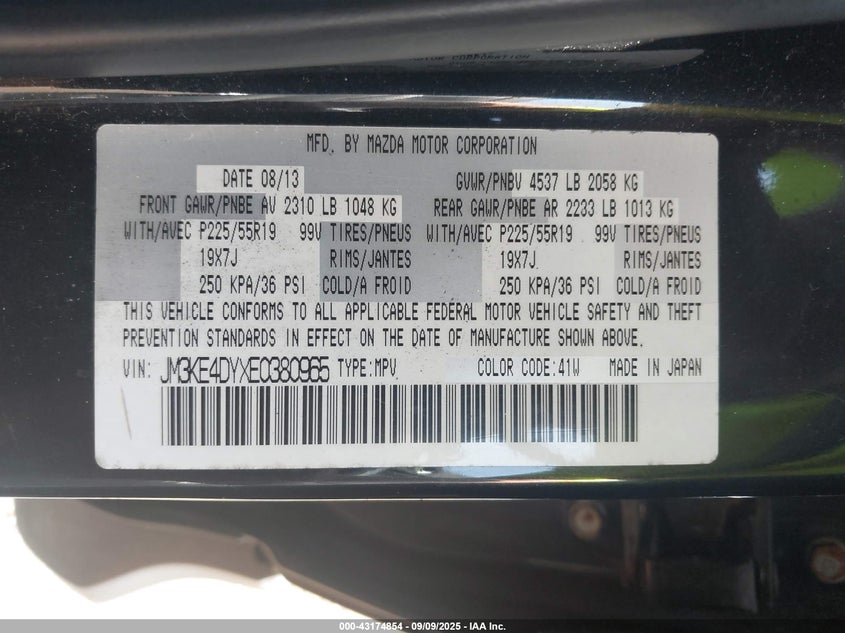 MOTOR CORPORATION
MFD. BY MAZDA MOTOR CORPORATION
DATE 08/13 GVWR/PNBV 4537 LB 2058 KG
FRONT GAWR/PNBE AV 2310 LB 1048 KG REAR GAWR/PNBE AR 2233 LB 1013 KG
WITH/AVEC P225/55R19 99V TIRES/PNEUS WITH/AVEC P225/55R19 99V TIRES/PNEUS
19X7J RIMS/JANTES 19X7J RIMS/JANTES
250 KPA/36 PSI COLD/A FROID 250 KPA/36 PSI COLD/A FROID
THIS VEHICLE CONFORMS TO ALL APPLICABLE FEDERAL MOTOR VEHICLE SAFETY AND THEFT
PREVENTION STANDARDS IN EFFECT ON THE DATE OF MANUFACTURE SHOWN ABOVE.
VIN: JM3KE4DYXE0380965 TYPE:MPV COLOR CODE:41W MADE IN JAPAN
000-43174854 - 09/09/2025 - IAA Inc.